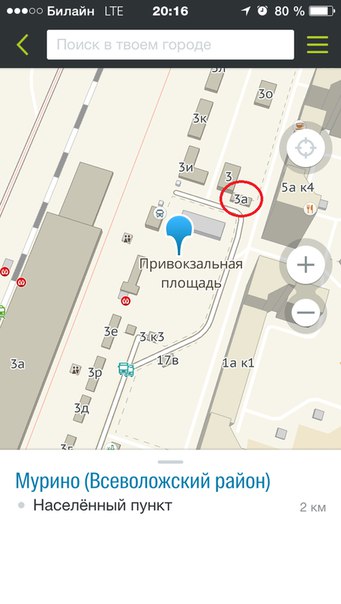 Билайн LTE 20:16 80 %
Поиск в твоем городе
3л
3о
3к
3и
3
5а к4
3а
Привокзальная
площадь
3е
3 к3
3а
3р
17в
1а к1
3д
3г
Мурино (Всеволожский район)
Населённый пункт
2 км